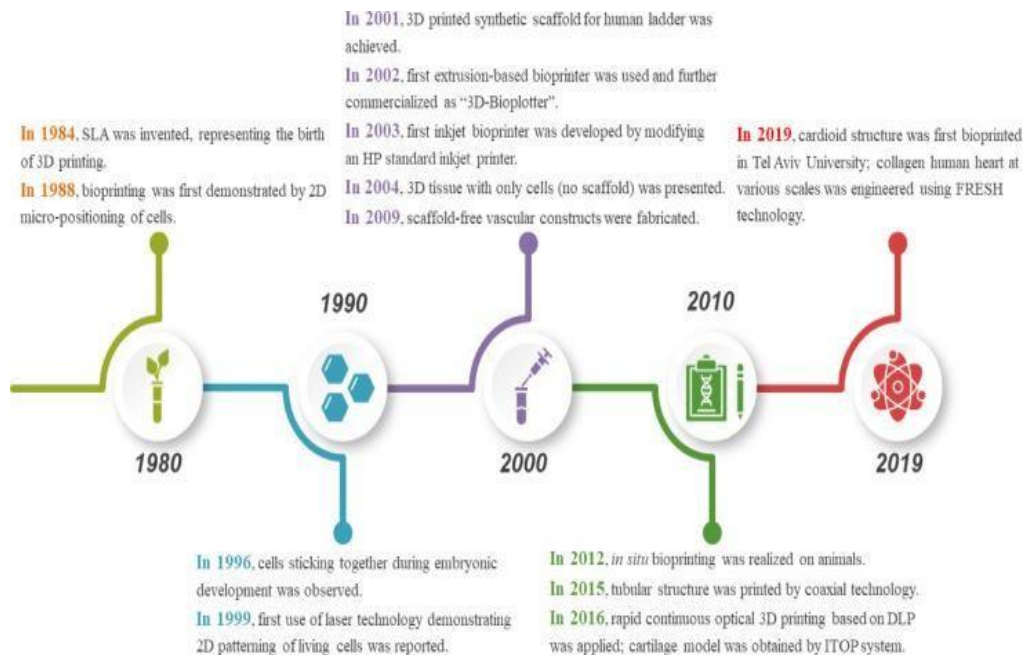 In 1984, SLA was invented, representing the birth
of 3D printing.
In 1988, bioprinting was first demonstrated by 2D
micro-positioning of cells.
In 2001, 3D printed synthetic scaffold for human ladder was
achieved.
In 2002, first extrusion-based bioprinter was used and further
commercialized as “3D-Bioplotter”.
In 2003, first inkjet bioprinter was developed by modifying
an HP standard inkjet printer.
In 2004, 3D tissue with only cells (no scaffold) was presented.
In 2009, scaffold-free vascular constructs were fabricated.
In 2019, cardioid structure was first bioprinted
in Tel Aviv University; collagen human heart at
various scales was engineered using FRESH
technology.
1990
2010
1980
2000
2019
In 1996, cells sticking together during embryonic
development was observed.
In 1999, first use of laser technology demonstrating
2D patterning of living cells was reported.
In 2012, in situ bioprinting was realized on animals.
In 2015, tubular structure was printed by coaxial technology.
In 2016, rapid continuous optical 3D printing based on DLP
was applied; cartilage model was obtained by ITOP system.